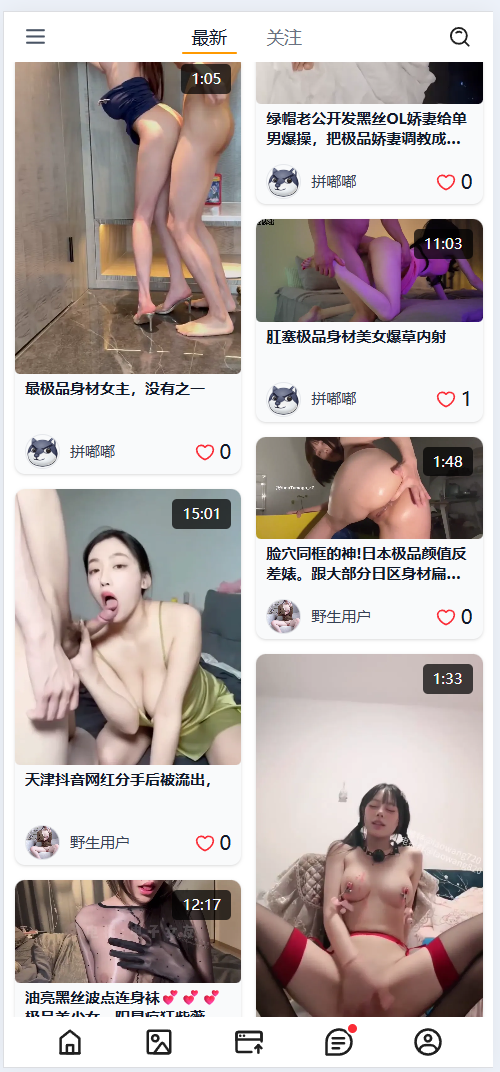 最新
关注
1:05
最极品身材女主，没有之一
拼嘟嘟
0
15:01
天津抖音网红分手后被流出，
野生用户
0
12:17
油亮黑丝波点连身袜💕💕💕
绿帽老公开发黑丝OL娇妻给单
男爆操，把极品娇妻调教成...
拼嘟嘟
0
11:03
肛塞极品身材美女爆草内射
拼嘟嘟
1
1:48
脸穴同框的神!日本极品颜值反
差婊。跟大部分日区身材扁...
野生用户
0
1:33